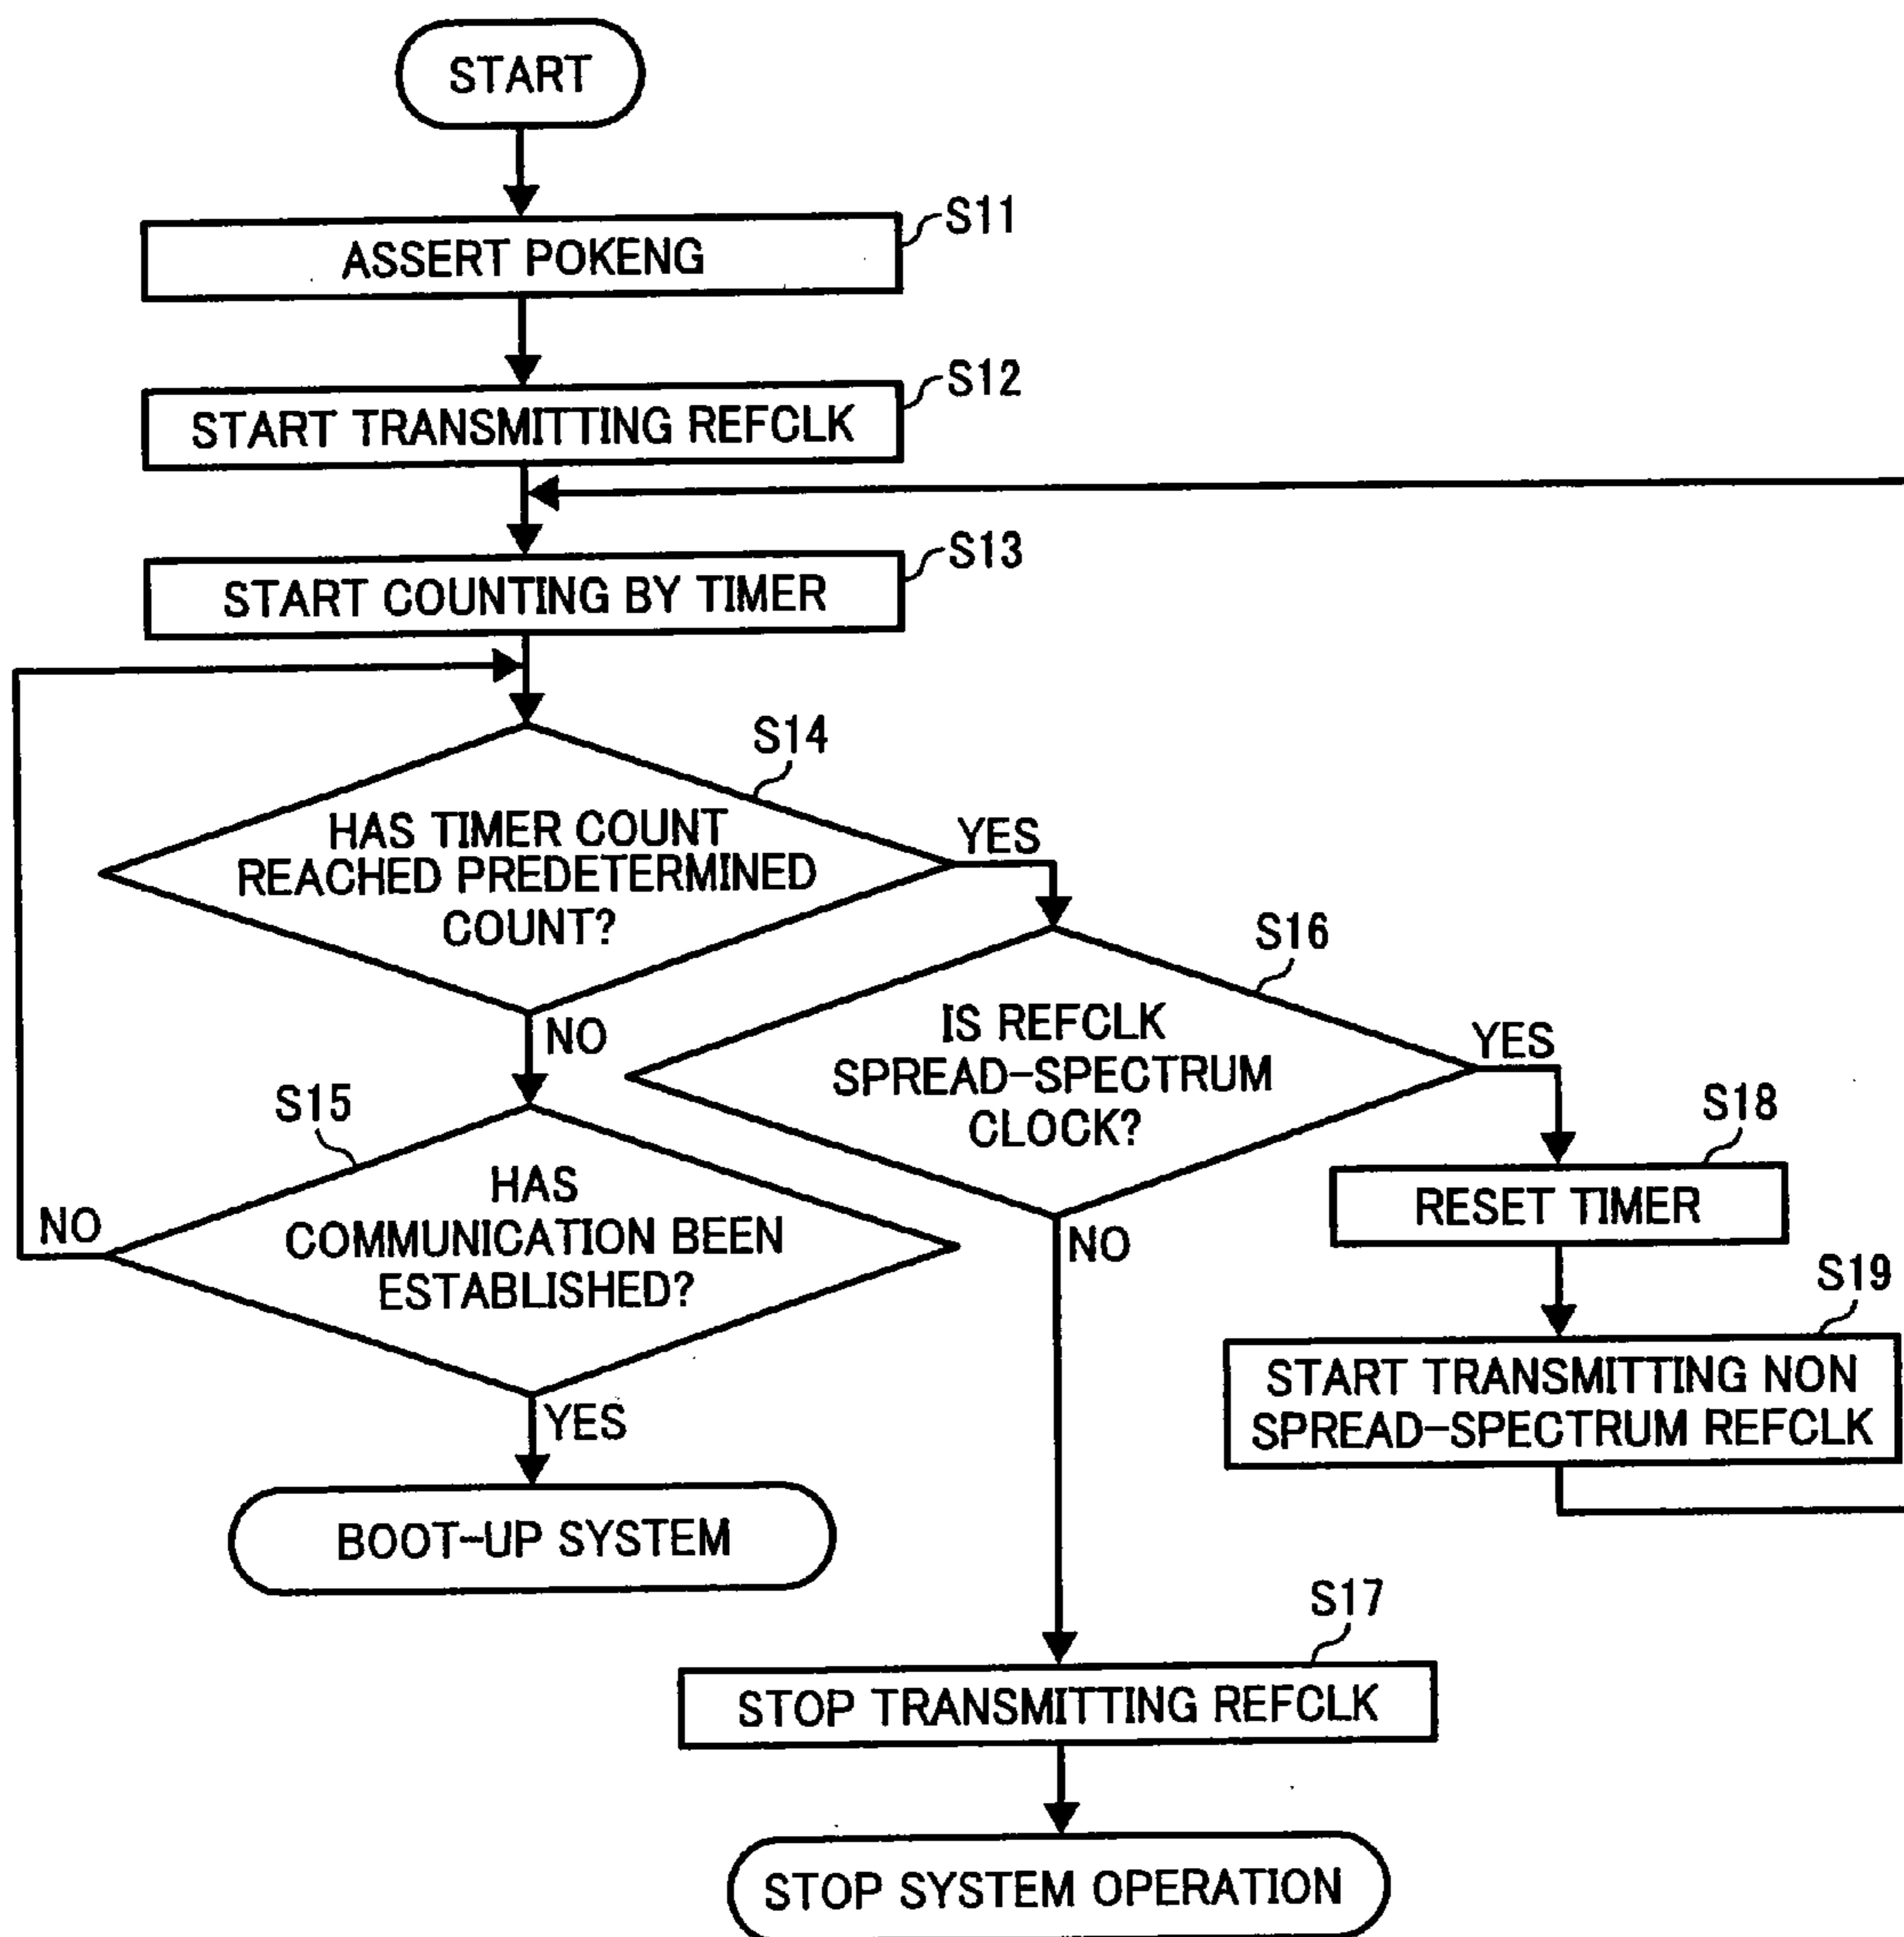 START
S11
ASSERT POKENG
S12
START TRANSMITTING REFCLK
S13
START COUNTING BY TIMER
S14
HAS TIMER COUNT
REACHED PREDETERMINED
COUNT?
YES
NO
S16
IS REFCLK
SPREAD-SPECTRUM
CLOCK?
YES
NO
S15
HAS
COMMUNICATION BEEN
ESTABLISHED?
NO
YES
BOOT-UP SYSTEM
S18
RESET TIMER
S19
START TRANSMITTING NON
SPREAD-SPECTRUM REFCLK
S17
STOP TRANSMITTING REFCLK
STOP SYSTEM OPERATION